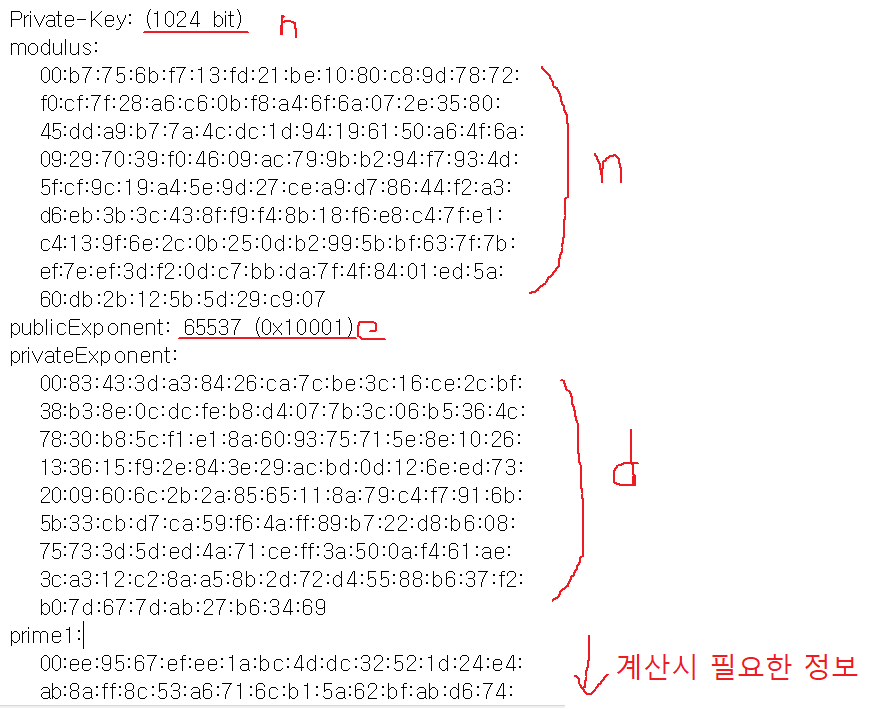 Private-Key: (1024 bit) n
modulus:
00:b7:75:6b:f7:13:fd:21:be:10:80:c8:9d:78:72:
f0:cf:7f:28:a6:c6:0b:f8:a4:6f:6a:07:2e:35:80:
45:dd:a9:b7:7a:4c:dc:1d:94:19:61:50:a6:4f:6a:
09:29:70:39:f0:46:09:ac:79:9b:b2:94:f7:93:4d:
5f:cf:9c:19:a4:5e:9d:27:ce:a9:d7:86:44:f2:a3:
d6:eb:3b:3c:43:8f:f9:f4:8b:18:f6:e8:c4:7f:e1:
c4:13:9f:6e:2c:0b:25:0d:b2:99:5b:bf:63:7f:7b:
ef:7e:ef:3d:f2:0d:c7:bb:da:7f:4f:84:01:ed:5a:
60:db:2b:12:5b:5d:29:c9:07
n
publicExponent: 65537 (0x10001) e
privateExponent:
00:83:43:3d:a3:84:26:ca:7c:be:3c:16:ce:2c:bf:
38:b3:8e:0c:dc:fe:b8:d4:07:7b:3c:06:b5:36:4c:
78:30:b8:5c:f1:e1:8a:60:93:75:71:5e:8e:10:26:
13:36:15:f9:2e:84:3e:29:ac:bd:0d:12:6e:ed:73:
20:09:60:6c:2b:2a:85:65:11:8a:79:c4:f7:91:6b:
5b:33:cb:d7:ca:59:f6:4a:ff:89:b7:22:d8:b6:08:
75:73:3d:5d:ed:4a:71:ce:ff:3a:50:0a:f4:61:ae:
3c:a3:12:c2:8a:a5:8b:2d:72:d4:55:88:b6:37:f2:
b0:7d:67:7d:ab:27:b6:34:69
d
prime1:
00:ee:95:67:ef:ee:1a:bc:4d:dc:32:52:1d:24:e4:
ab:8a:ff:8c:53:a6:71:6c:b1:5a:62:bf:ab:d6:74:
계산시 필요한 정보